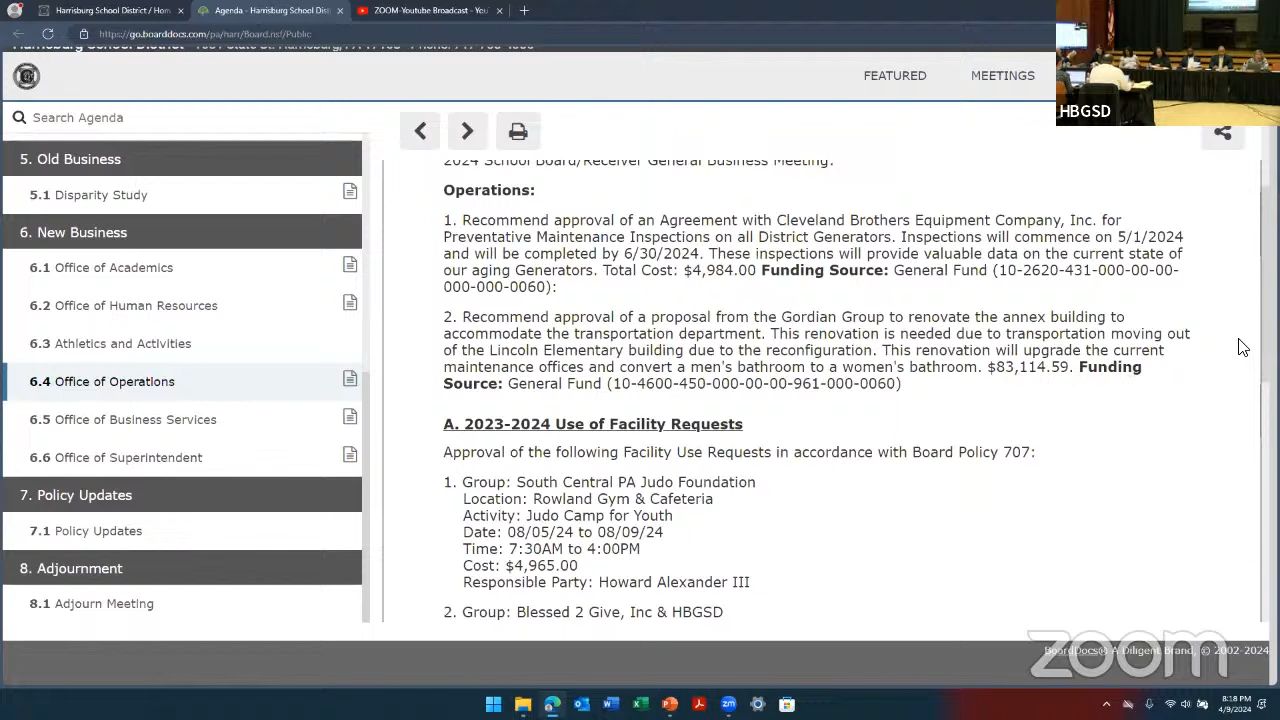 Harrisburg School District / Hom
Agenda - Harrisburg School Dist
ZOOM-Youtube Broadcast - You
https://go.boarddocs.com/pa/harr/Board.nsf/Public
FEATURED
MEETINGS
HBGSD
Search Agenda
5. Old Business
5.1 Disparity Study
6. New Business
6.1 Office of Academics
6.2 Office of Human Resources
6.3 Athletics and Activities
6.4 Office of Operations
6.5 Office of Business Services
6.6 Office of Superintendent
7. Policy Updates
7.1 Policy Updates
8. Adjournment
8.1 Adjourn Meeting
2024 School Board/Receiver General Business Meeting.
Operations:
1. Recommend approval of an Agreement with Cleveland Brothers Equipment Company, Inc. for
Preventative Maintenance Inspections on all District Generators. Inspections will commence on 5/1/2024
and will be completed by 6/30/2024. These inspections will provide valuable data on the current state of
our aging Generators. Total Cost: $4,984.00 Funding Source: General Fund (10-2620-431-000-00-00-
000-000-0060):
2. Recommend approval of a proposal from the Gordian Group to renovate the annex building to
accommodate the transportation department. This renovation is needed due to transportation moving out
of the Lincoln Elementary building due to the reconfiguration. This renovation will upgrade the current
maintenance offices and convert a men's bathroom to a women's bathroom. $83,114.59. Funding
Source: General Fund (10-4600-450-000-00-00-961-000-0060)
A. 2023-2024 Use of Facility Requests
Approval of the following Facility Use Requests in accordance with Board Policy 707:
1. Group: South Central PA Judo Foundation
Location: Rowland Gym & Cafeteria
Activity: Judo Camp for Youth
Date: 08/05/24 to 08/09/24
Time: 7:30AM to 4:00PM
Cost: $4,965.00
Responsible Party: Howard Alexander III
2. Group: Blessed 2 Give, Inc & HBGSD
zoom
BoardDocs® A Diligent Brand, © 2002-2024
8:18 PM
4/9/2024